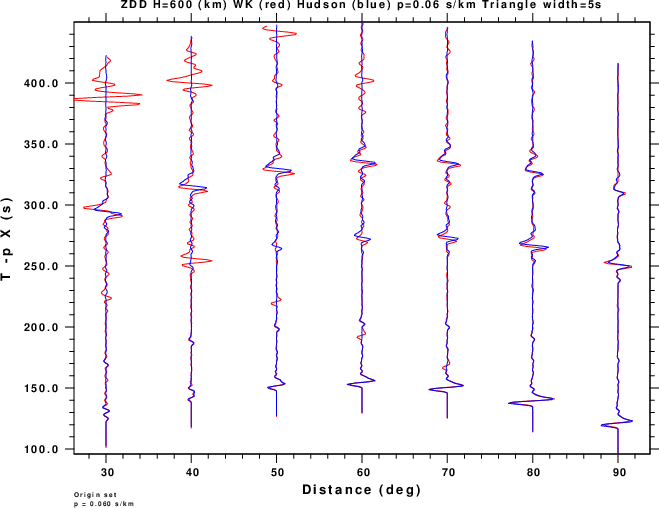 ZDD H=600 (km) WK (red) Hudson (blue) p=0.06 s/km Triangle width=5s
400.0
350.0
300.0
250.0
200.0
150.0
100.0
T -p X (s)
30 40 50 60 70 80 90
Distance (deg)
Origin set
p = 0.060 s/km